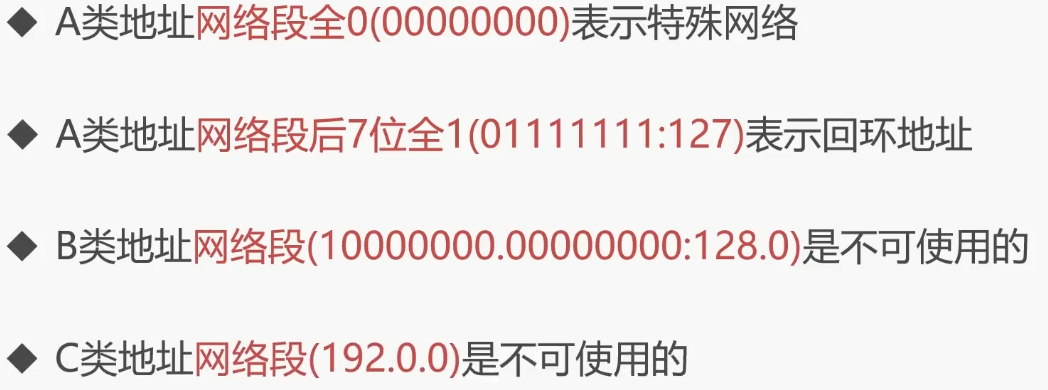 ◆ A类地址网络段全0(00000000)表示特殊网络
◆ A类地址网络段后7位全1(01111111:127)表示回环地址
◆ B类地址网络段(10000000.00000000:128.0)是不可使用的
◆ C类地址网络段(192.0.0)是不可使用的